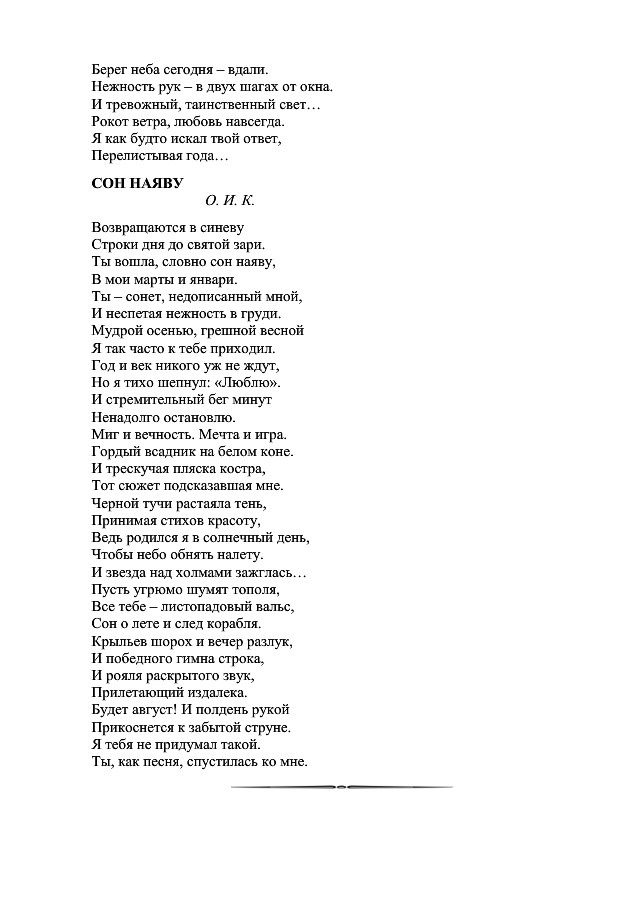 Берег неба сегодня – вдали.
Нежность рук – в двух шагах от окна.
И тревожный, таинственный свет…
Рокот ветра, любовь навсегда.
Я как будто искал твой ответ,
Перелистывая года…
СОН НАЯВУ
О. И. К.
Возвращаются в синеву
Строки дня до святой зари.
Ты вошла, словно сон наяву,
В мои марты и январи.
Ты – сонет, недописанный мной,
И неспетая нежность в груди.
Мудрой осенью, грешной весной
Я так часто к тебе приходил.
Год и век никого уж не ждут,
Но я тихо шепнул: «Люблю».
И стремительный бег минут
Ненадолго остановлю.
Миг и вечность. Мечта и игра.
Гордый всадник на белом коне.
И трескучая пляска костра,
Тот сюжет подсказавшая мне.
Черной тучи растаяла тень,
Принимая стихов красоту,
Ведь родился я в солнечный день,
Чтобы небо обнять налету.
И звезда над холмами зажглась…
Пусть угрюмо шумят тополя,
Все тебе – листопадовый вальс,
Сон о лете и след корабля.
Крыльев шорох и вечер разлук,
И победного гимна строка,
И рояля раскрытого звук,
Прилетающий издалека.
Будет август! И полдень рукой
Прикоснется к забытой струне.
Я тебя не придумал такой.
Ты, как песня, спустилась ко мне.